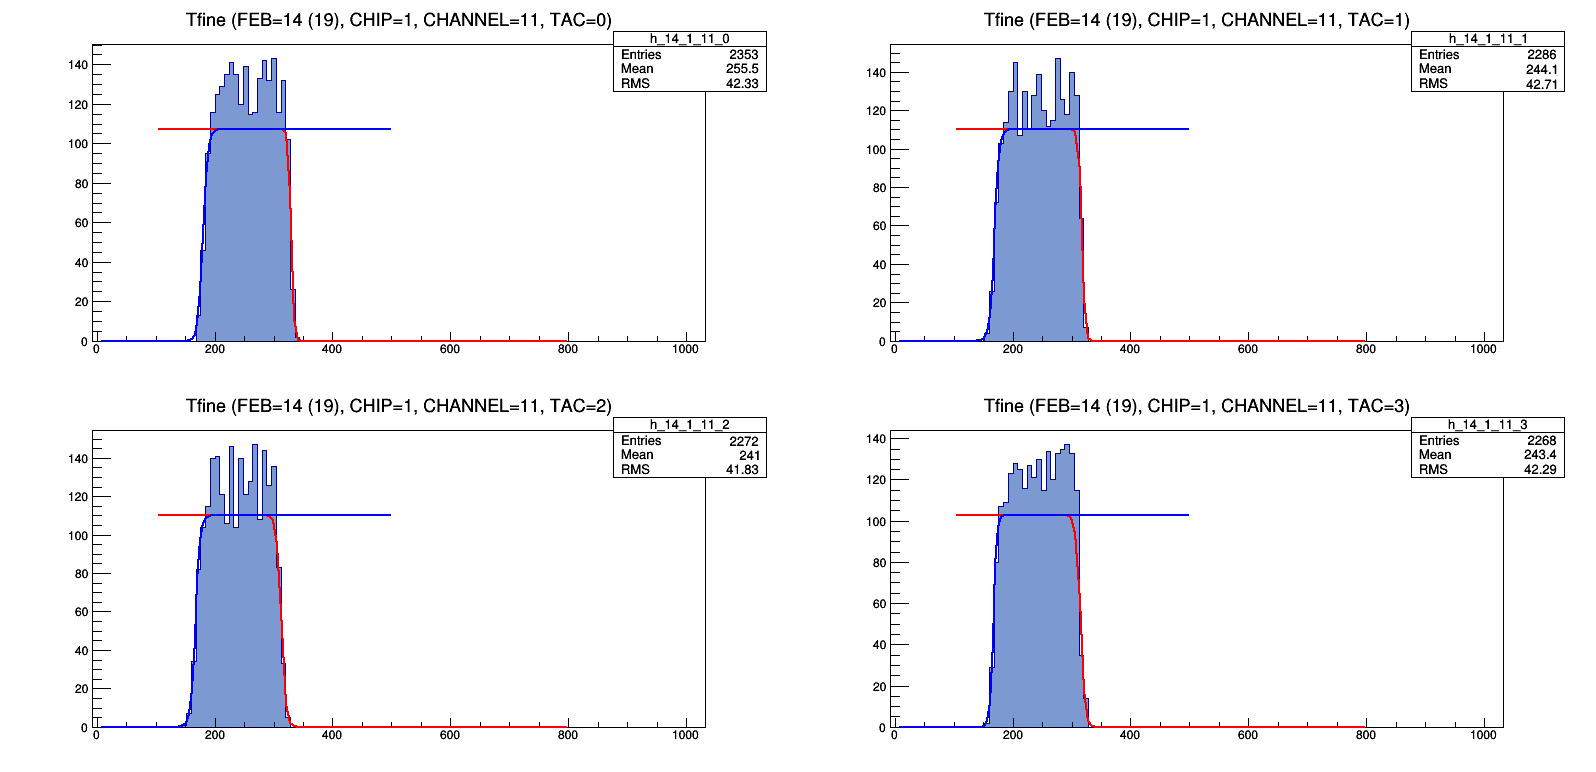 Tfine (FEB=14 (19), CHIP=1, CHANNEL=11, TAC=0)
h_14_1_11_0
Entries 2353
Mean 255.5
RMS 42.33
140
120
100
80
60
40
20
0
0 200 400 600 800 1000
Tfine (FEB=14 (19), CHIP=1, CHANNEL=11, TAC=1)
h_14_1_11_1
Entries 2286
Mean 244.1
RMS 42.71
140
120
100
80
60
40
20
0
0 200 400 600 800 1000
Tfine (FEB=14 (19), CHIP=1, CHANNEL=11, TAC=2)
h_14_1_11_2
Entries 2272
Mean 241
RMS 41.83
140
120
100
80
60
40
20
0
0 200 400 600 800 1000
Tfine (FEB=14 (19), CHIP=1, CHANNEL=11, TAC=3)
h_14_1_11_3
Entries 2268
Mean 243.4
RMS 42.29
140
120
100
80
60
40
20
0
0 200 400 600 800 1000